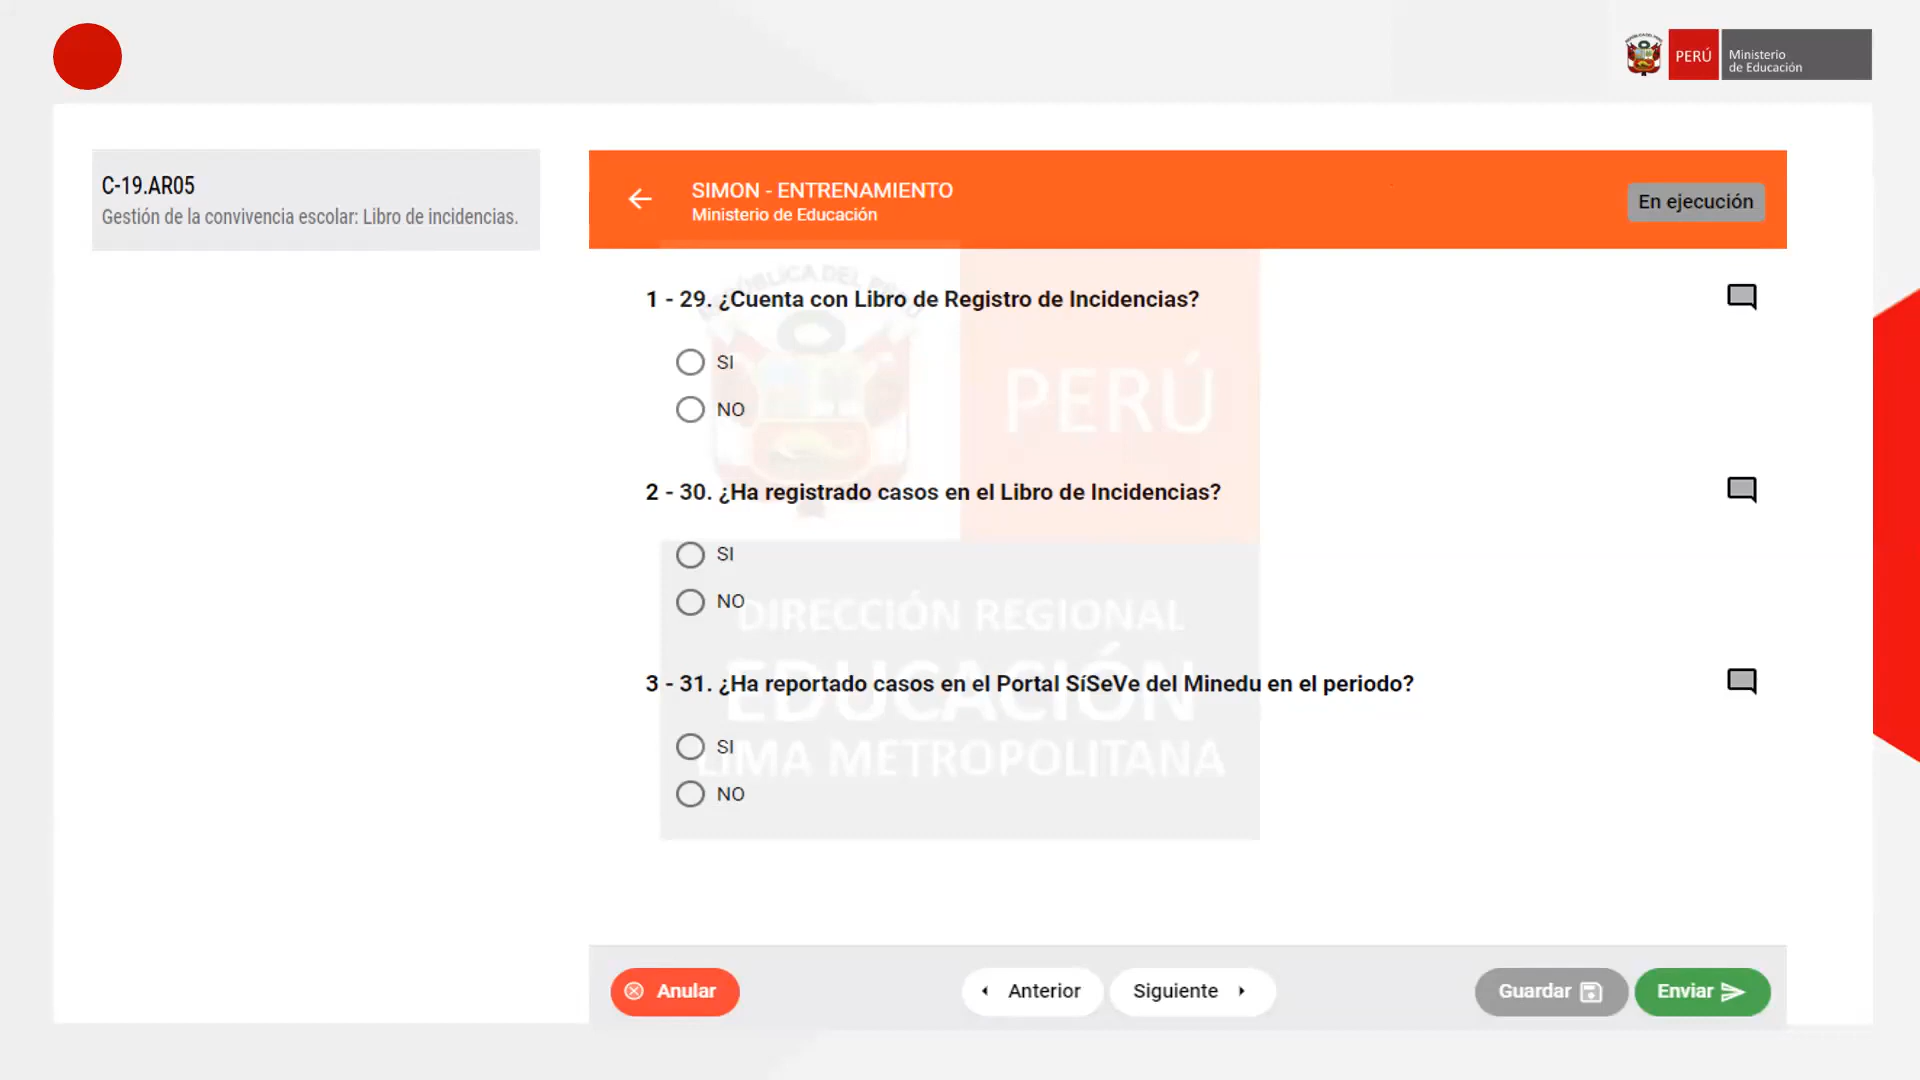 PERÚ
Ministerio
de Educación
C-19.AR05
Gestión de la convivencia escolar: Libro de incidencias.
SIMON - ENTRENAMIENTO
Ministerio de Educación
En ejecución
1 - 29. ¿Cuenta con Libro de Registro de Incidencias?
SI
NO
2 - 30. ¿Ha registrado casos en el Libro de Incidencias?
SI
NO
3 - 31. ¿Ha reportado casos en el Portal SíSeVe del Minedu en el periodo?
SI
NO
PERÚ
DIRECCIÓN REGIONAL
EDUCACIÓN
LIMA METROPOLITANA
Anular
Anterior
Siguiente
Guardar
Enviar